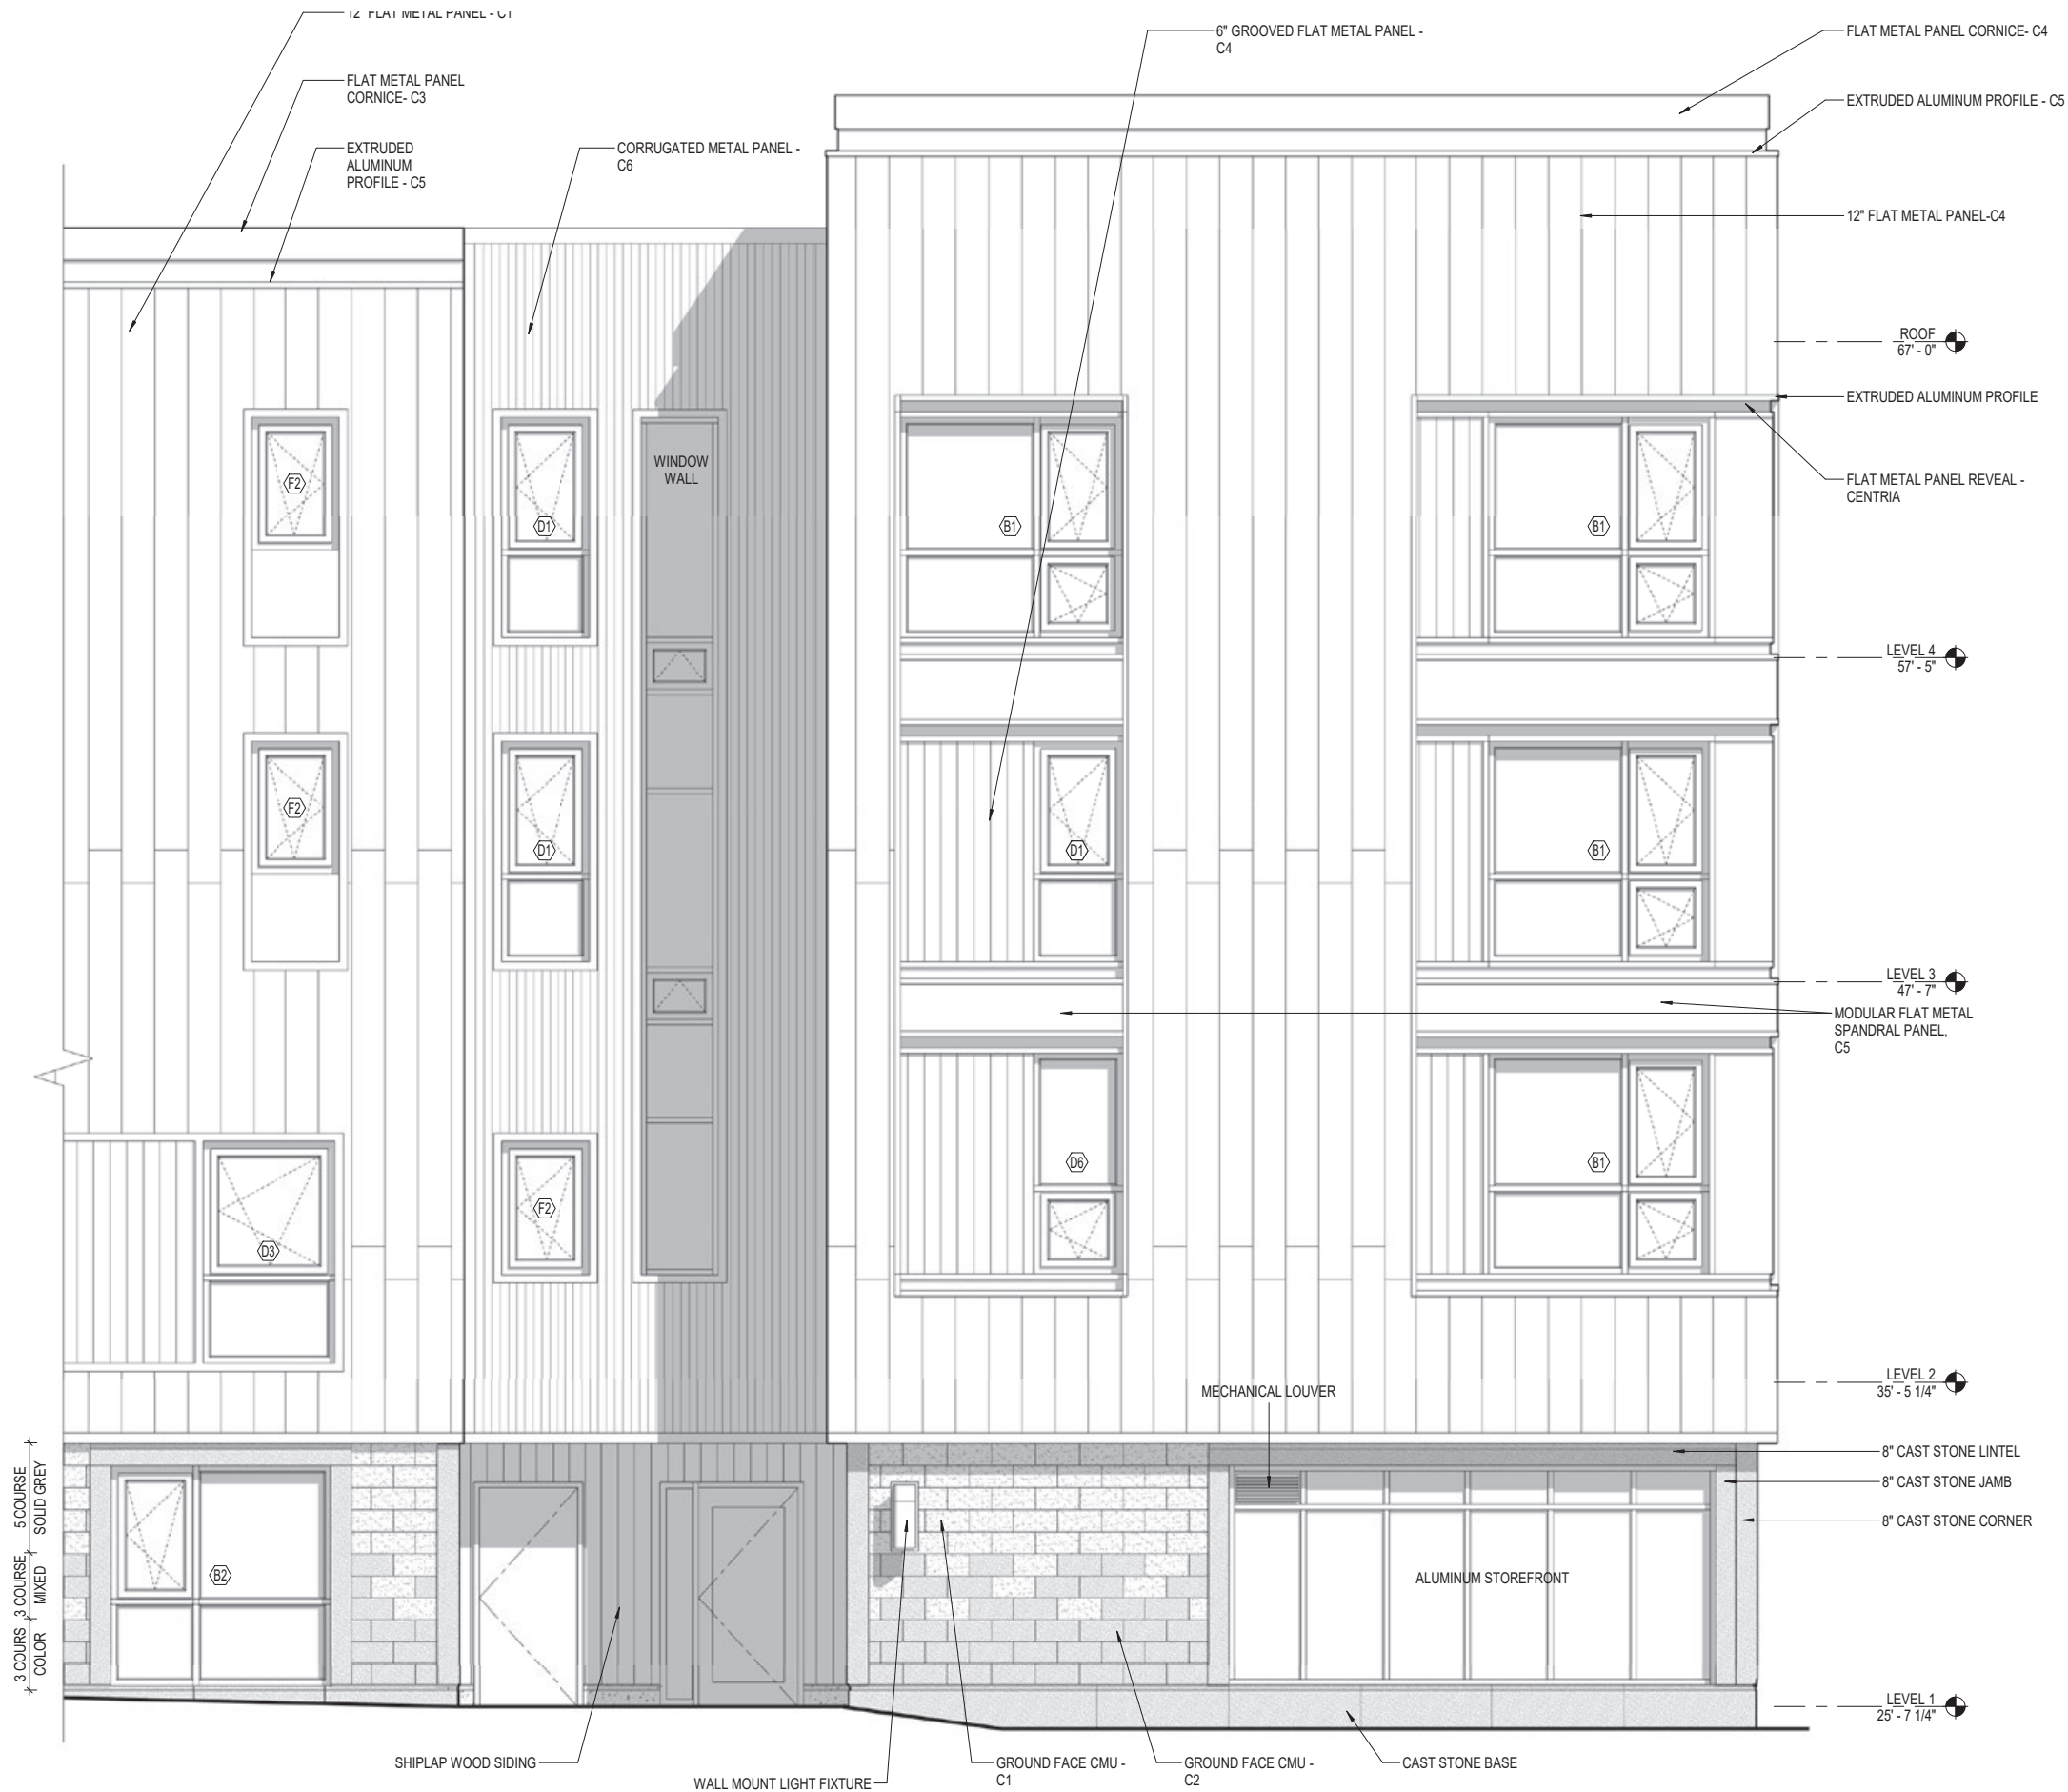 12" FLAT METAL PANEL - C1
6" GROOVED FLAT METAL PANEL -
C4
FLAT METAL PANEL CORNICE- C4
FLAT METAL PANEL
CORNICE- C3
EXTRUDED ALUMINUM PROFILE - C5
EXTRUDED
ALUMINUM
PROFILE - C5
CORRUGATED METAL PANEL -
C6
12" FLAT METAL PANEL-C4
ROOF
67' - 0"
EXTRUDED ALUMINUM PROFILE
WINDOW
WALL
FLAT METAL PANEL REVEAL -
CENTRIA
F2
D1
B1
B1
LEVEL 4
57' - 5"
F2
D1
D1
B1
LEVEL 3
47' - 7"
MODULAR FLAT METAL
SPANDRAL PANEL,
C5
D6
B1
F2
D3
LEVEL 2
35' - 5 1/4"
MECHANICAL LOUVER
8" CAST STONE LINTEL
8" CAST STONE JAMB
8" CAST STONE CORNER
5 COURSE
SOLID GREY
3 COURSE
MIXED
3 COURS
COLOR
B2
ALUMINUM STOREFRONT
LEVEL 1
25' - 7 1/4"
SHIPLAP WOOD SIDING
WALL MOUNT LIGHT FIXTURE
GROUND FACE CMU -
C1
GROUND FACE CMU -
C2
CAST STONE BASE